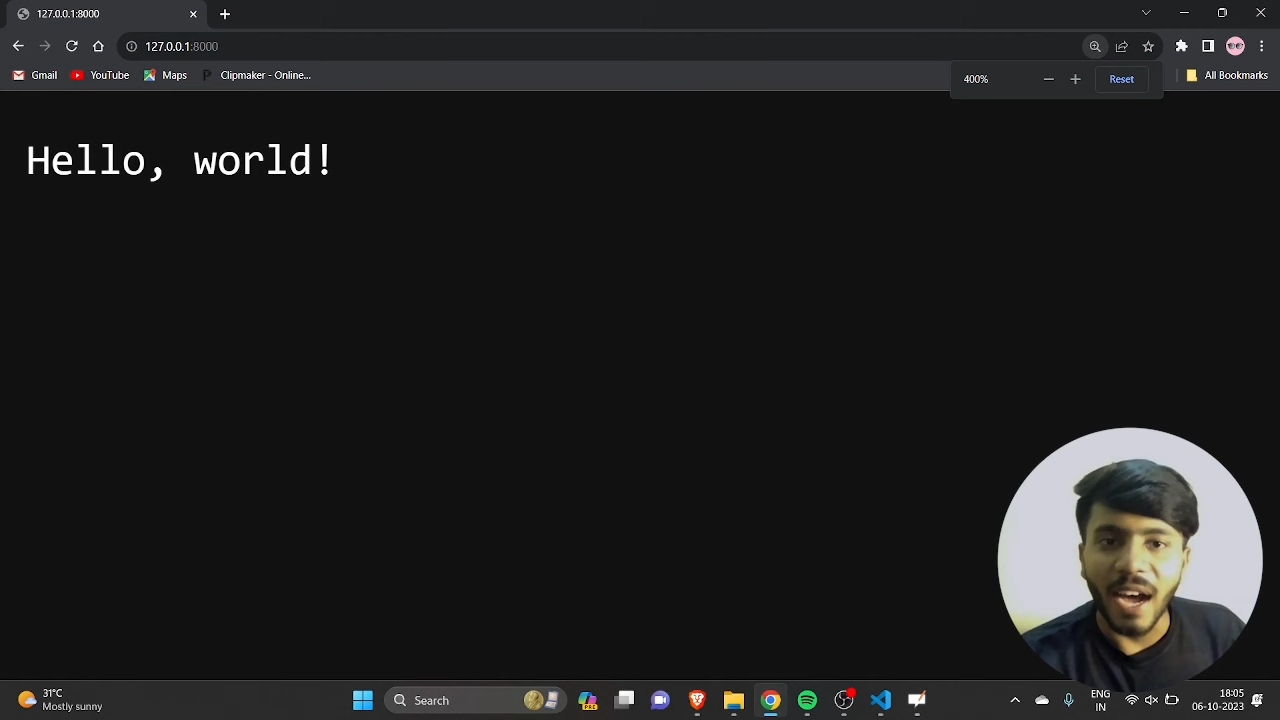 127.0.0.1:8000
127.0.0.1:8000
Gmail YouTube Maps Clipmaker - Online... All Bookmarks
400% Reset
Hello, world!
31°C
Mostly sunny
Search
PRE
ENG
IN
18:05
06-10-2023